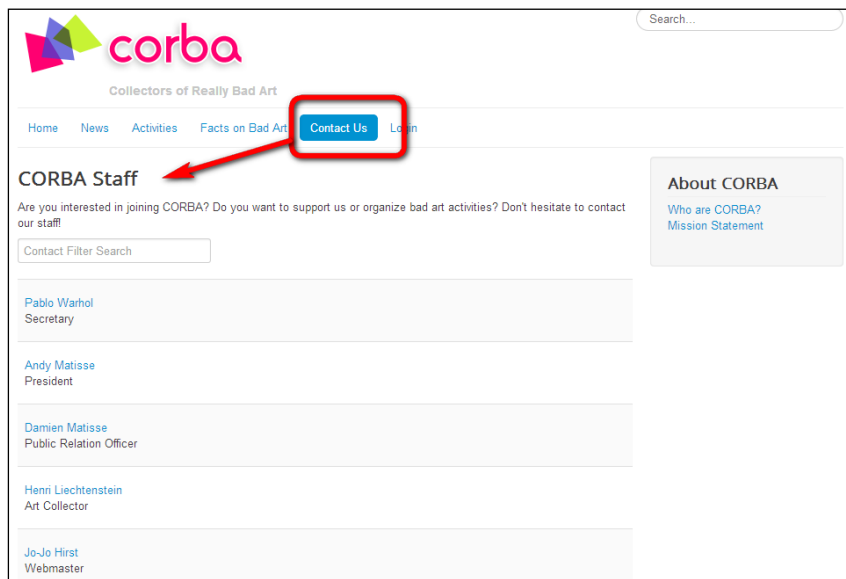 Search...
corba
Collectors of Really Bad Art
Home News Activities Facts on Bad Art Contact Us Login
CORBA Staff
Are you interested in joining CORBA? Do you want to support us or organize bad art activities? Don't hesitate to contact
our staff!
Contact Filter Search
Pablo Warhol
Secretary
Andy Matisse
President
Damien Matisse
Public Relation Officer
Henri Liechtenstein
Art Collector
Jo-Jo Hirst
Webmaster
About CORBA
Who are CORBA?
Mission Statement